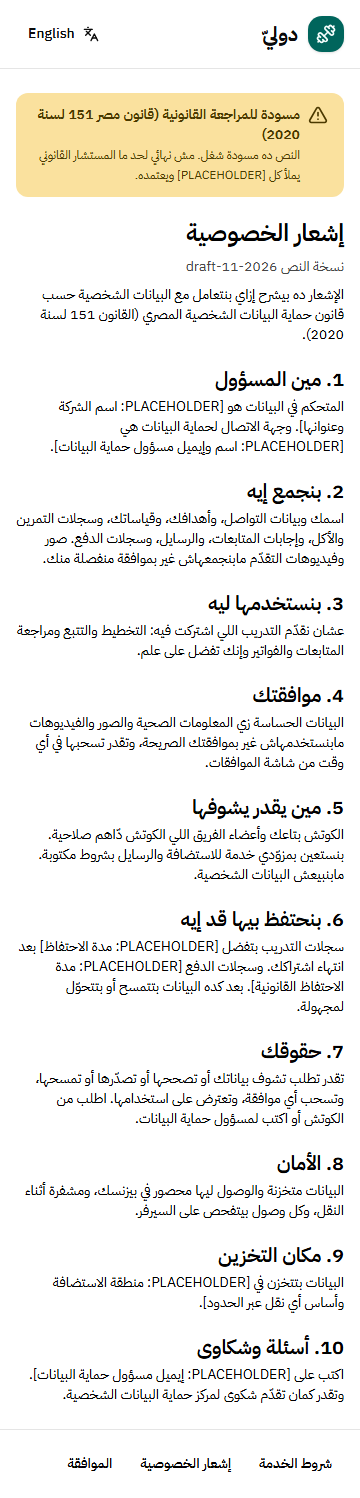 دوليّ
English
مسودة للمراجعة القانونية (قانون مصر 151 لسنة
2020)
النص ده مسودة شغل. مش نهائي لحد ما المستشار القانوني
يملأ كل [PLACEHOLDER] ويعتمده.
إشعار الخصوصية
نسخة النص draft-11-2026
الإشعار ده بيشرح إزاي بنتعامل مع البيانات الشخصية حسب
قانون حماية البيانات الشخصية المصري (القانون 151 لسنة
2020).
1. مين المسؤول
المتحكم في البيانات هو [PLACEHOLDER: اسم الشركة
وعنوانها]. وجهة الاتصال لحماية البيانات هي
[PLACEHOLDER: اسم وإيميل مسؤول حماية البيانات].
2. بنجمع إيه
اسمك وبيانات التواصل، وأهدافك، وقياساتك، وسجلات التمرين
والأكل، وإجابات المتابعات، والرسايل، وسجلات الدفع. صور
وفيديوهات التقدّم مابنجمعهاش غير بموافقة منفصلة منك.
3. بنستخدمها ليه
عشان نقدّم التدريب اللي اشتركت فيه: التخطيط والتتبع ومراجعة
المتابعات والفواتير وإنك تفضل على علم.
4. موافقتك
البيانات الحساسة زي المعلومات الصحية والصور والفيديوهات
مابنستخدمهاش غير بموافقتك الصريحة، وتقدر تسحبها في أي
وقت من شاشة الموافقات.
5. مين يقدر يشوفها
الكوتش بتاعك وأعضاء الفريق اللي الكوتش دّاهم صلاحية.
بنستعين بمزوّدي خدمة للاستضافة والرسايل بشروط مكتوبة.
مابنبيعش البيانات الشخصية.
6. بنحتفظ بيها قد إيه
سجلات التدريب بتفضل [PLACEHOLDER: مدة الاحتفاظ] بعد
انتهاء اشتراكك. وسجلات الدفع [PLACEHOLDER: مدة
الاحتفاظ القانونية]. بعد كده البيانات بتتمسح أو بتتحوّل
لمجهولة.
7. حقوقك
تقدر تطلب تشوف بياناتك أو تصححها أو تصدّرها أو تمسحها،
وتسحب أي موافقة، وتعترض على استخدامها. اطلب من
الكوتش أو اكتب لمسؤول حماية البيانات.
8. الأمان
البيانات متخزنة والوصول ليها محصور في بيزنسك، ومشفرة أثناء
النقل، وكل وصول بيتفحص على السيرفر.
9. مكان التخزين
البيانات بتتخزن في [PLACEHOLDER: منطقة الاستضافة
وأساس أي نقل عبر الحدود].
10. أسئلة وشكاوى
اكتب على [PLACEHOLDER: إيميل مسؤول حماية البيانات].
وتقدر كمان تقدّم شكوى لمركز حماية البيانات الشخصية.
شروط الخدمة
إشعار الخصوصية
الموافقة